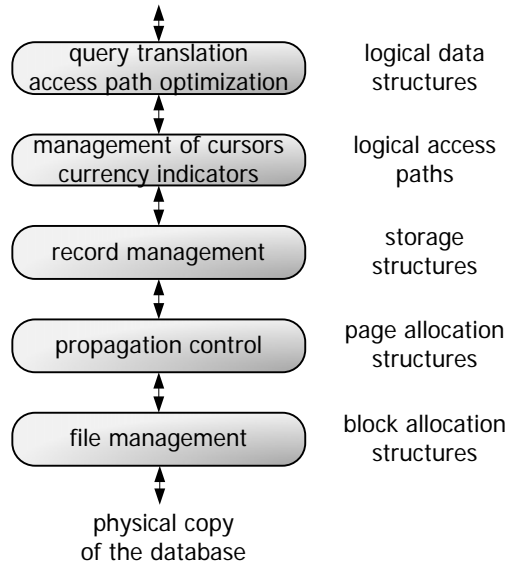 query translation
access path optimization
logical data
structures
management of cursors
currency indicators
logical access
paths
record management
storage
structures
propagation control
page allocation
structures
file management
block allocation
structures
physical copy
of the database